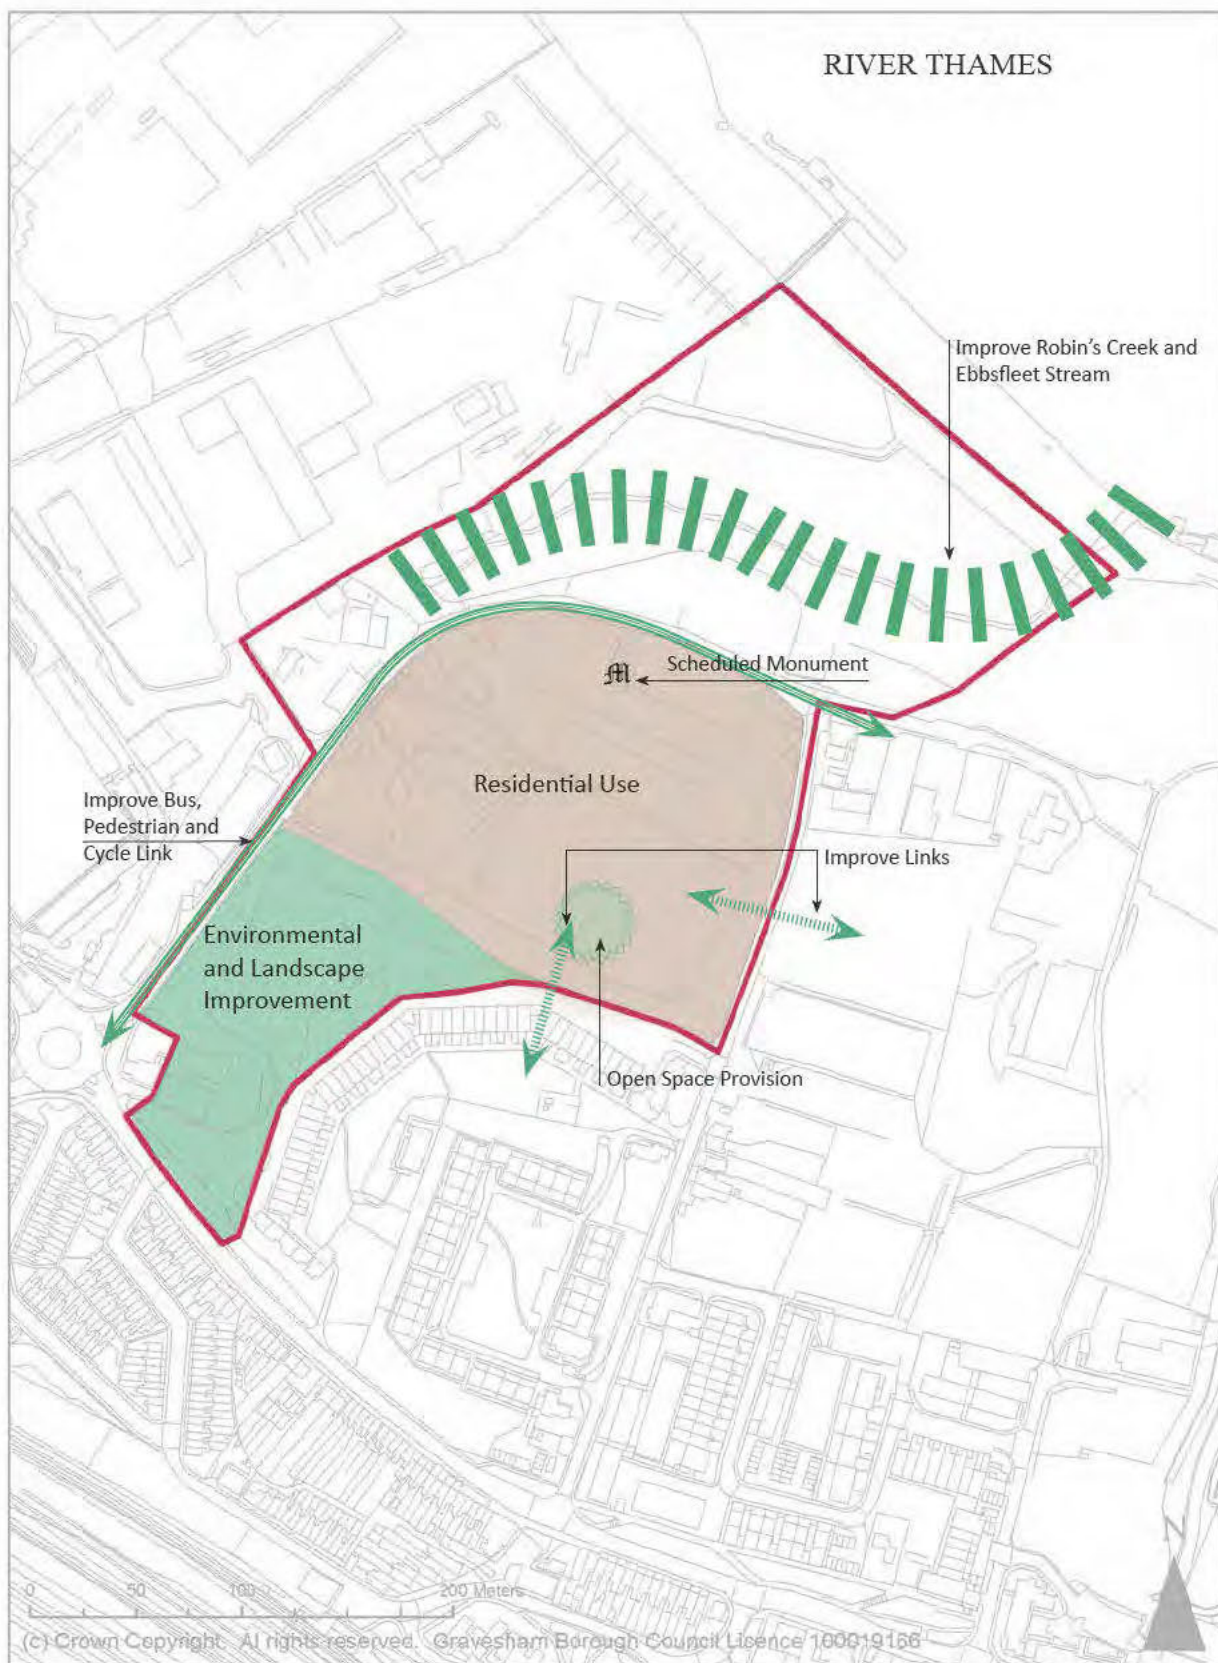 RIVER THAMES
Improve Robin's Creek and
Ebbsfleet Stream
Scheduled Monument
M
Residential Use
Improve Bus,
Pedestrian and
Cycle Link
Improve Links
Environmental
and Landscape
Improvement
Open Space Provision
N
0 50 100 200 Meters
(c) Crown Copyright. All rights reserved. Gravesham Borough Council Licence 100019166